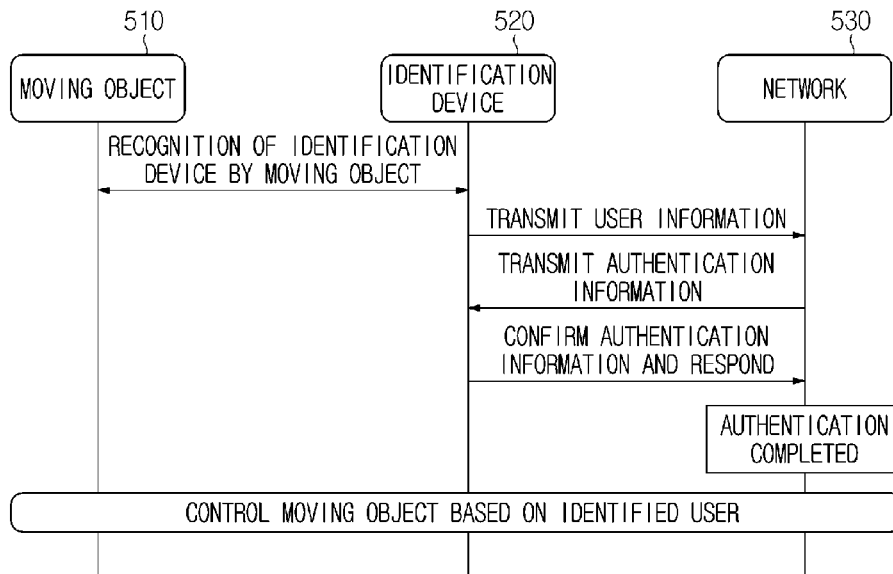 510
520
530
MOVING OBJECT
IDENTIFICATION
DEVICE
NETWORK
RECOGNITION OF IDENTIFICATION
DEVICE BY MOVING OBJECT
TRANSMIT USER INFORMATION
TRANSMIT AUTHENTICATION
INFORMATION
CONFIRM AUTHENTICATION
INFORMATION AND RESPOND
AUTHENTICATION
COMPLETED
CONTROL MOVING OBJECT BASED ON IDENTIFIED USER